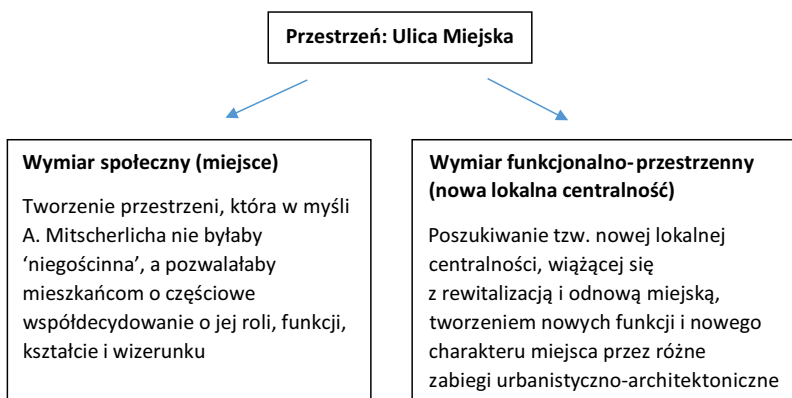 Przestrzeń: Ulica Miejska
Wymiar społeczny (miejsce)
Tworzenie przestrzeni, która w myśli
A. Mitscherlicha nie byłaby
‘niegościnna’, a pozwalałaby
mieszkańcom o częściowe
współdecydowanie o jej roli, funkcji,
kształcie i wizerunku
Wymiar funkcjonalno-przestrzenny
(nowa lokalna centralność)
Poszukiwanie tzw. nowej lokalnej
centralności, wiążącej się
z rewitalizacją i odnową miejską,
tworzeniem nowych funkcji i nowego
charakteru miejsca przez różne
zabiegi urbanistyczno-architektoniczne